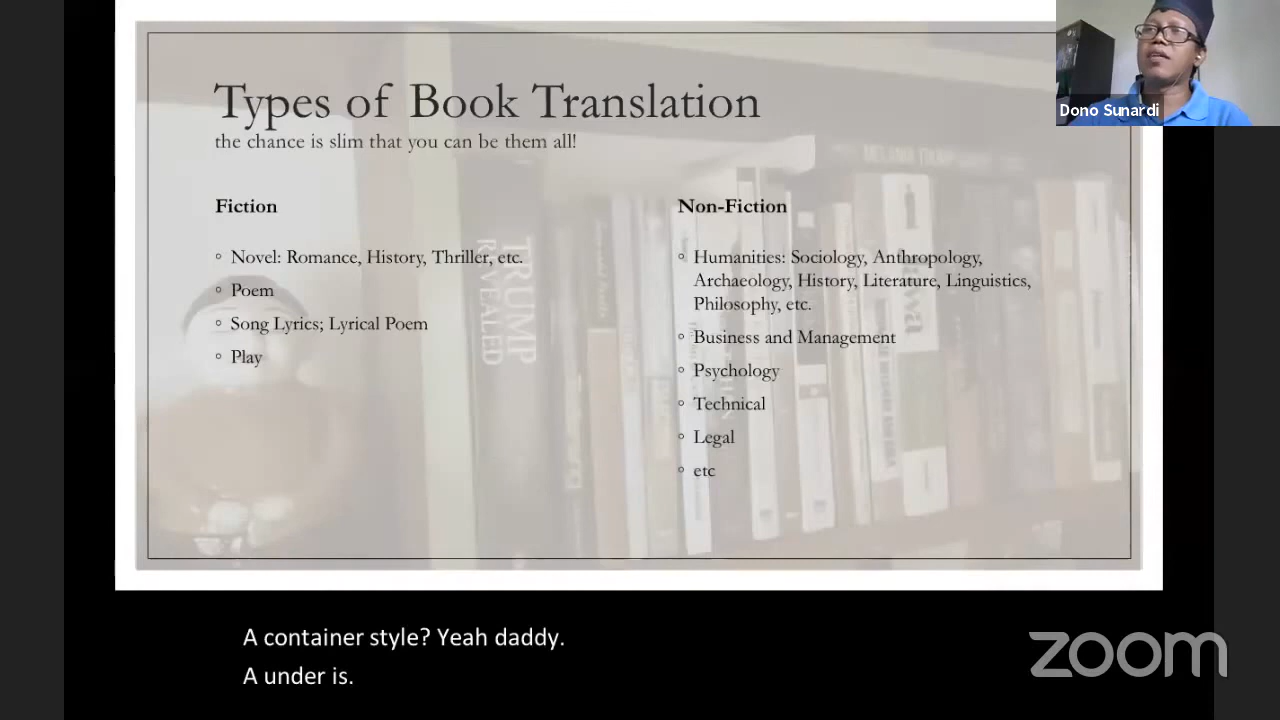 Types of Book Translation
the chance is slim that you can be them all!
Fiction
◦ Novel: Romance, History, Thriller, etc.
◦ Poem
◦ Song Lyrics; Lyrical Poem
◦ Play
Non-Fiction
◦ Humanities: Sociology, Anthropology,
Archaeology, History, Literature, Linguistics,
Philosophy, etc.
◦ Business and Management
◦ Psychology
◦ Technical
◦ Legal
◦ etc
TRUMP
REVEALED
Dono Sunardi
A container style? Yeah daddy.
A under is.
zoom